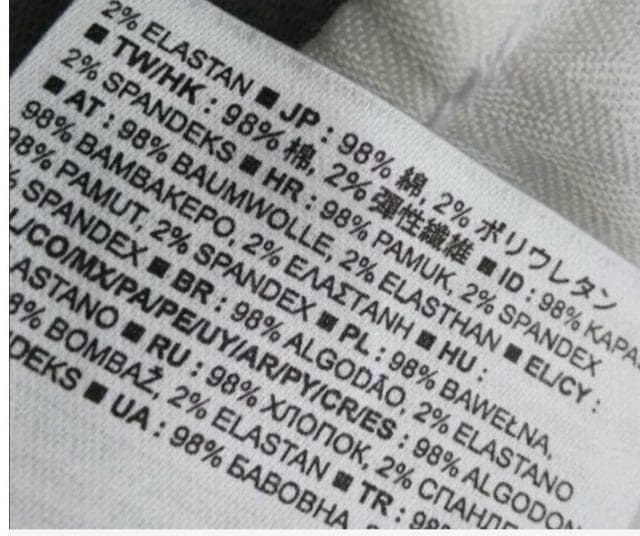 2% ELASTAN ■ JP : 98% 綿, 2% ポリウレタン
■ TW/HK : 98% 棉, 2% 彈性纖維 ■ ID : 98% KAPA
2% SPANDEKS ■ HR : 98% PAMUK, 2% SPANDEX
■ AT : 98% BAUMWOLLE, 2% ELASTHAN ■ EL/CY :
98% ΒΑΜΒΑΚΕΡΟ, 2% ΕΛΑΣΤΑΝΗ ■ HU :
98% PAMUT, 2% SPANDEX ■ PL : 98% BAWEŁNA,
% SPANDEX ■ BR : 98% ALGODÃO, 2% ELASTANO
/CO/MX/PA/PE/UY/AR/PY/CR/ES : 98% ALGODON
ASTANO ■ RU : 98% ХЛОПОК, 2% СПАНДЕ
8% BOMBAŽ, 2% ELASTAN ■ TR : 98%
DEKS ■ UA : 98% БАВОВНА,